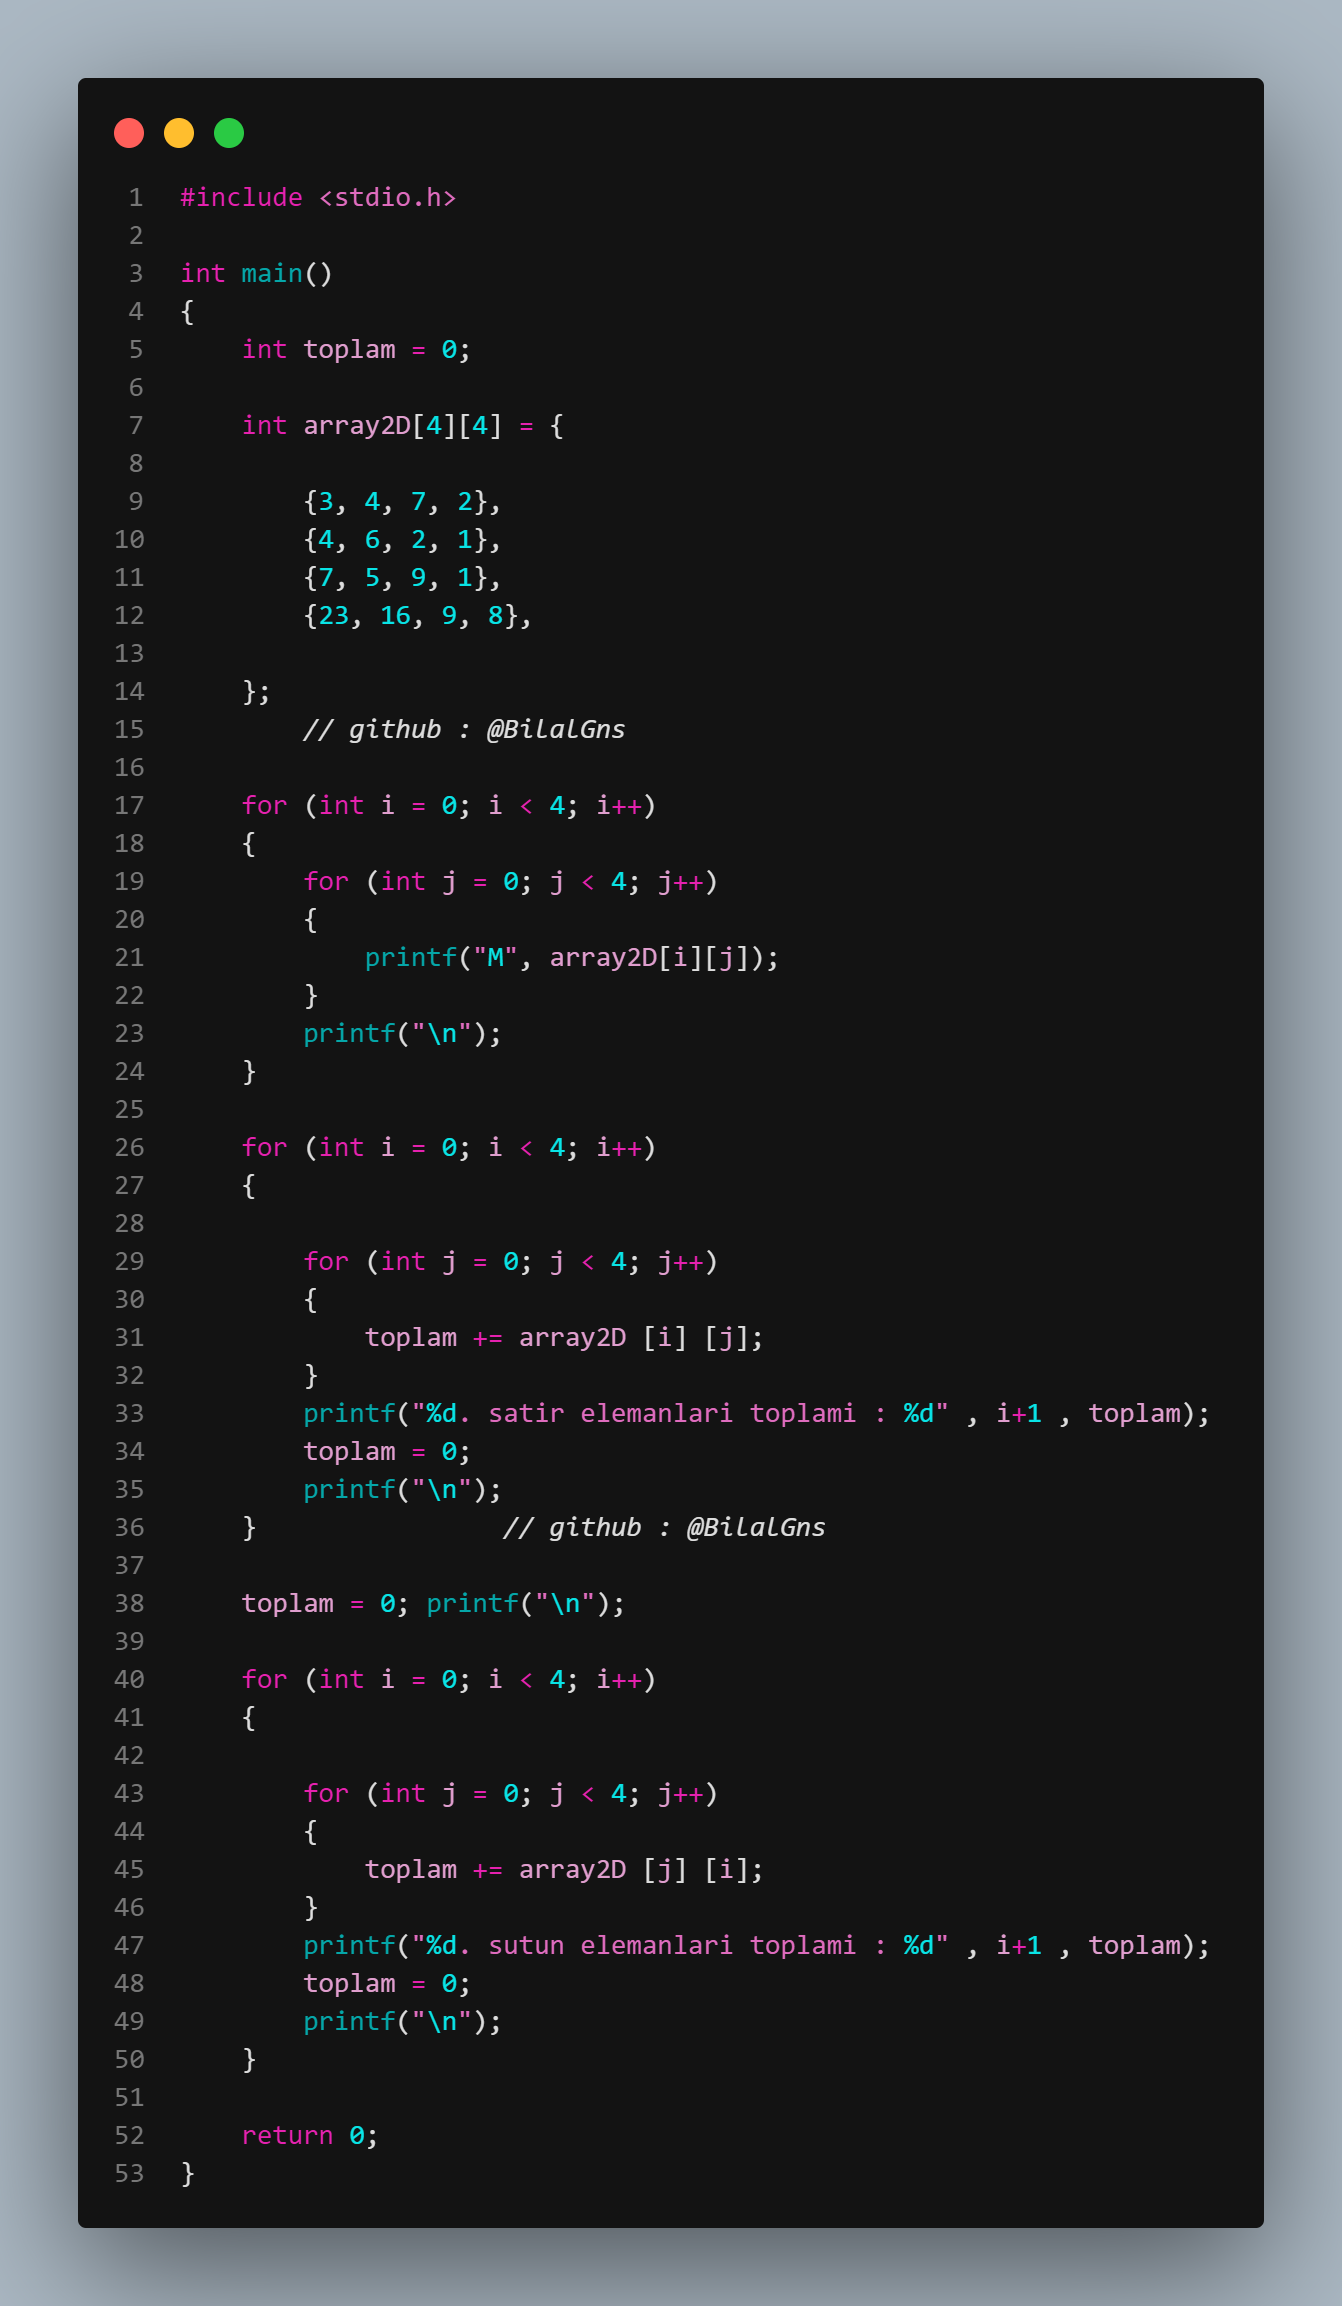 1 #include <stdio.h>
2
3 int main()
4 {
5     int toplam = 0;
6
7     int array2D[4][4] = {
8
9         {3, 4, 7, 2},
10         {4, 6, 2, 1},
11         {7, 5, 9, 1},
12         {23, 16, 9, 8},
13
14     };
15         // github : @BilalGns
16
17     for (int i = 0; i < 4; i++)
18     {
19         for (int j = 0; j < 4; j++)
20         {
21             printf("M", array2D[i][j]);
22         }
23         printf("\n");
24     }
25
26     for (int i = 0; i < 4; i++)
27     {
28
29         for (int j = 0; j < 4; j++)
30         {
31             toplam += array2D [i] [j];
32         }
33         printf("%d. satir elemanlari toplami : %d" , i+1 , toplam);
34         toplam = 0;
35         printf("\n");
36     }                // github : @BilalGns
37
38     toplam = 0; printf("\n");
39
40     for (int i = 0; i < 4; i++)
41     {
42
43         for (int j = 0; j < 4; j++)
44         {
45             toplam += array2D [j] [i];
46         }
47         printf("%d. sutun elemanlari toplami : %d" , i+1 , toplam);
48         toplam = 0;
49         printf("\n");
50     }
51
52     return 0;
53 }